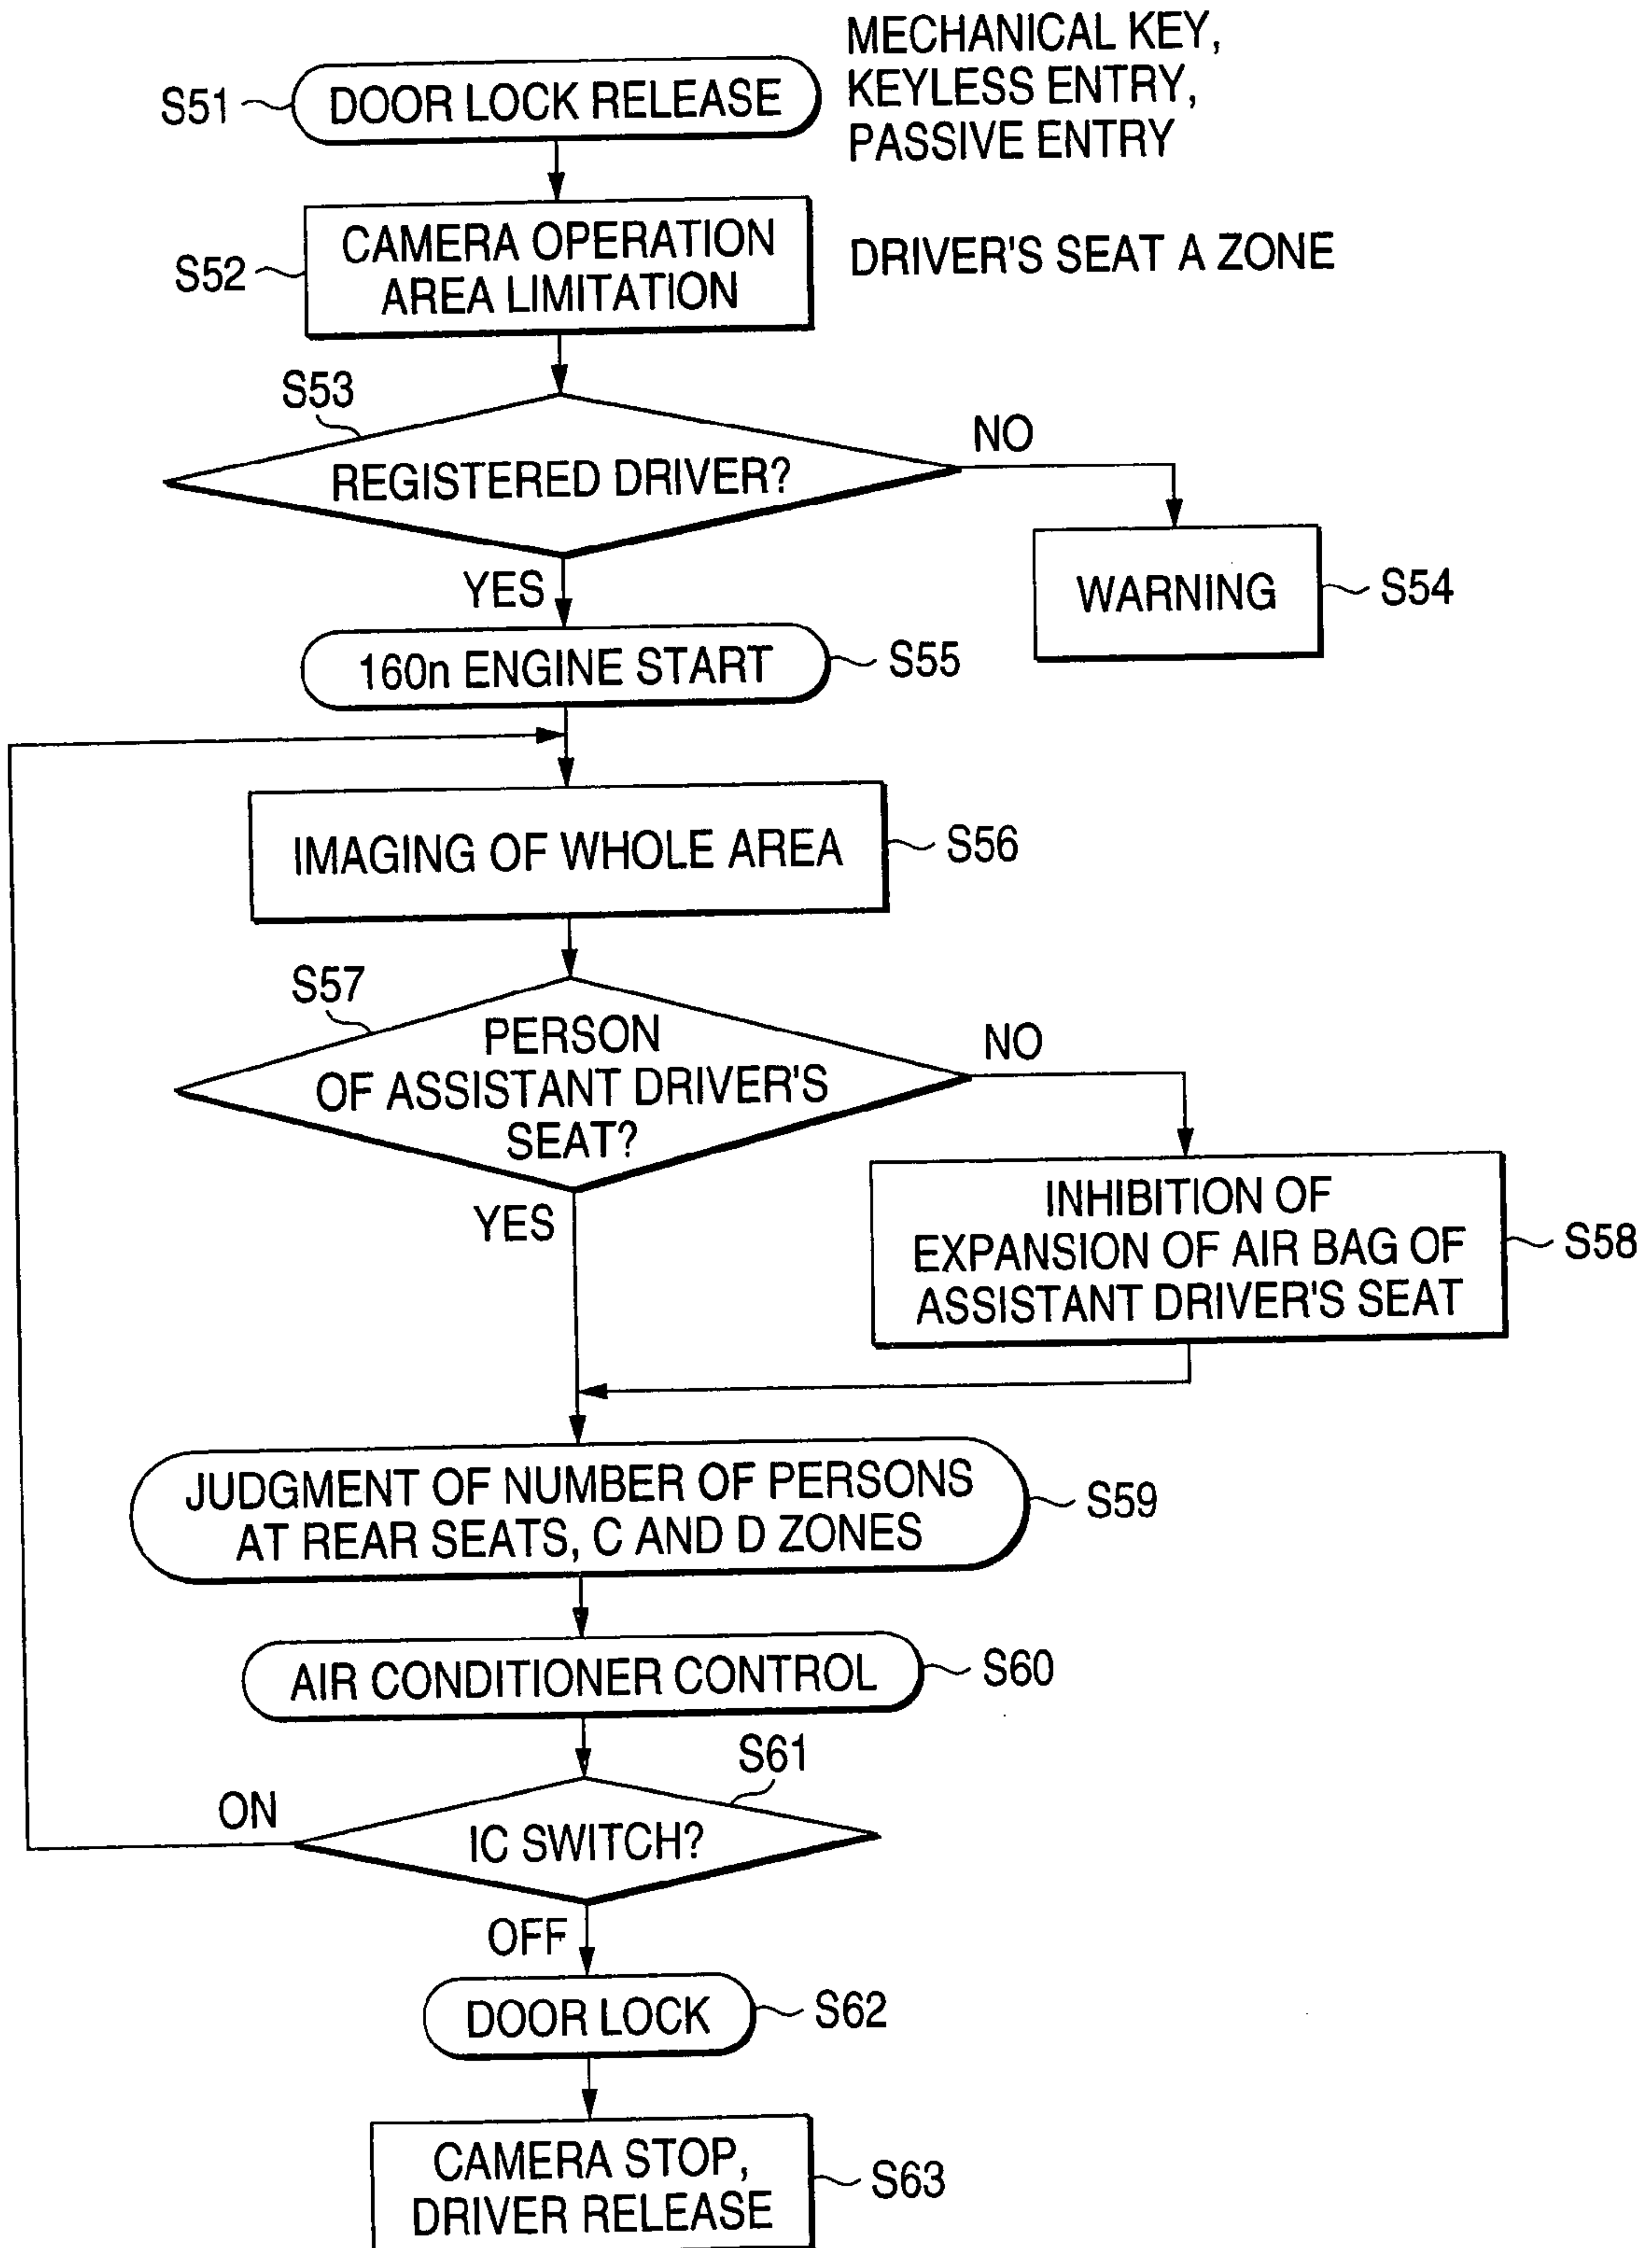 MECHANICAL KEY,
KEYLESS ENTRY,
PASSIVE ENTRY
S51
DOOR LOCK RELEASE
S52
CAMERA OPERATION
AREA LIMITATION
DRIVER'S SEAT A ZONE
S53
REGISTERED DRIVER?
NO
YES
WARNING
S54
160n ENGINE START
S55
IMAGING OF WHOLE AREA
S56
S57
PERSON
OF ASSISTANT DRIVER'S
SEAT?
NO
YES
INHIBITION OF
EXPANSION OF AIR BAG OF
ASSISTANT DRIVER'S SEAT
S58
JUDGMENT OF NUMBER OF PERSONS
AT REAR SEATS, C AND D ZONES
S59
AIR CONDITIONER CONTROL
S60
S61
ON
IC SWITCH?
OFF
DOOR LOCK
S62
CAMERA STOP,
DRIVER RELEASE
S63